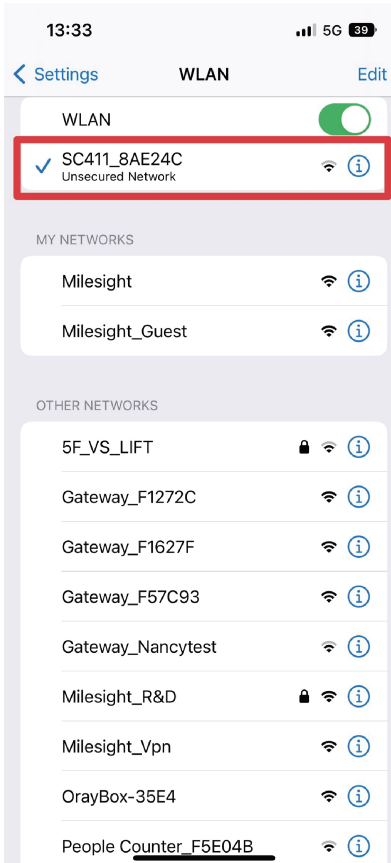 13:33 5G 39
Settings WLAN Edit
WLAN
SC411_8AE24C
Unsecured Network
MY NETWORKS
Milesight
Milesight_Guest
OTHER NETWORKS
5F_VS_LIFT
Gateway_F1272C
Gateway_F1627F
Gateway_F57C93
Gateway_Nancytest
Milesight_R&D
Milesight_Vpn
OrayBox-35E4
People Counter_F5E04B